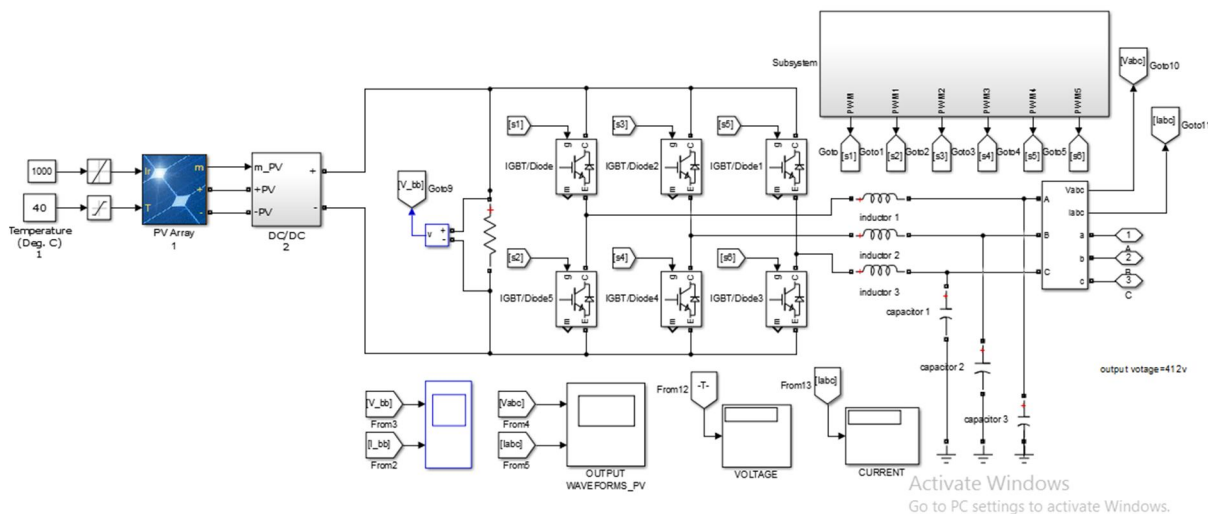 Subsystem
PWM
PWM1
PWM2
PWM3
PWM4
PWM5
[Vabc]
Goto10
[Iabc]
Goto11
Goto
[s1]
Goto1
[s2]
Goto2
[s3]
Goto3
[s4]
Goto4
[s5]
Goto5
[s6]
[s1]
g
C
IGBT/Diode
m
E
[s3]
g
C
IGBT/Diode2
m
E
[s5]
g
C
IGBT/Diode1
m
E
1000
Ir
m
40
T
+
-
Temperature
(Deg. C)
1
PV Array
1
m_PV
+PV
-PV
+
-
DC/DC
2
[V_bb]
Goto9
v
+
-
[s2]
g
C
IGBT/Diode5
m
E
[s4]
g
C
IGBT/Diode4
m
E
[s6]
g
C
IGBT/Diode3
m
E
inductor 1
inductor 2
inductor 3
A
B
C
Vabc
Iabc
a
b
c
1
A
2
B
3
C
capacitor 1
capacitor 2
capacitor 3
output votage=412v
[V_bb]
From3
[I_bb]
From2
[Vabc]
From4
[Iabc]
From5
OUTPUT
WAVEFORMS_PV
From12
-T-
VOLTAGE
From13
[Iabc]
CURRENT
Activate Windows
Go to PC settings to activate Windows.